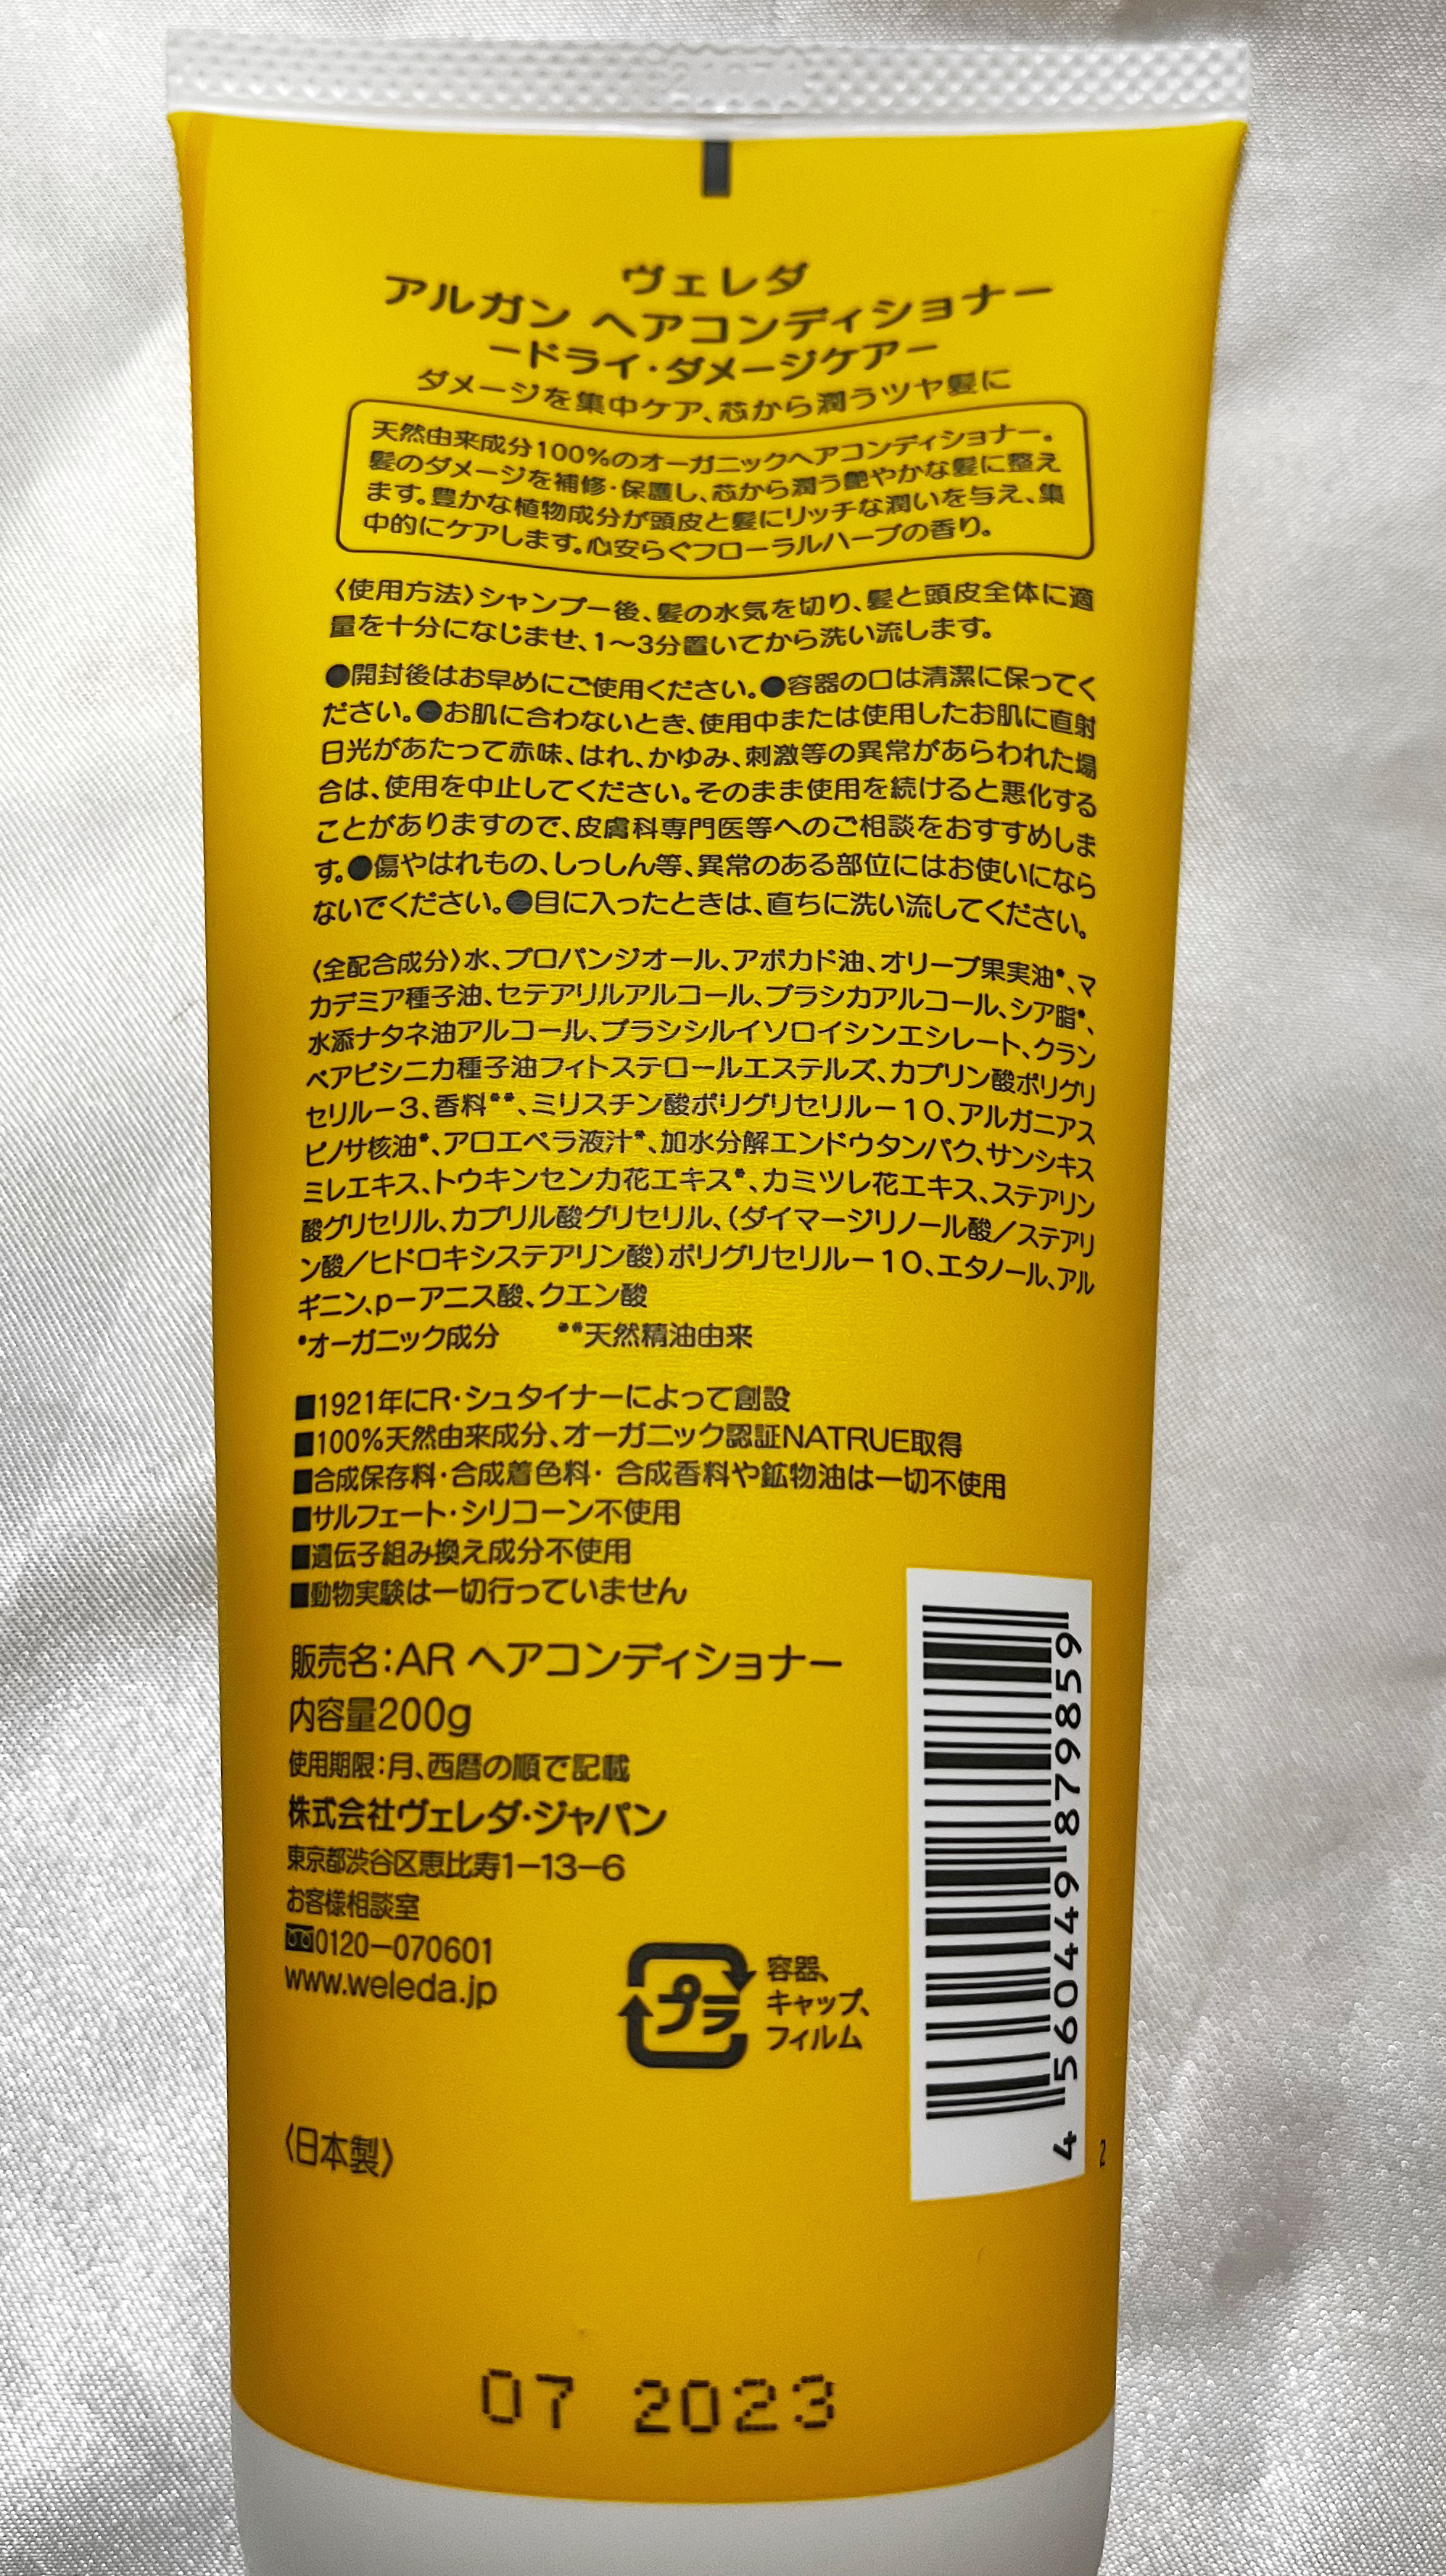 ヴェレダ
アルガン ヘアコンディショナー
ードライ・ダメージケアー
ダメージを集中ケア、芯から潤うツヤ髪に
天然由来成分100%のオーガニックヘアコンディショナー。
髪のダメージを補修・保護し、芯から潤う艶やかな髪に整え
ます。豊かな植物成分が頭皮と髪にリッチな潤いを与え、集
中的にケアします。心安らぐフローラルハーブの香り。
〈使用方法〉シャンプー後、髪の水気を切り、髪と頭皮全体に適
量を十分になじませ、1〜3分置いてから洗い流します。
●開封後はお早めにご使用ください。●容器の口は清潔に保ってく
ださい。●お肌に合わないとき、使用中または使用したお肌に直射
日光があたって赤味、はれ、かゆみ、刺激等の異常があらわれた場
合は、使用を中止してください。そのまま使用を続けると悪化する
ことがありますので、皮膚科専門医等へのご相談をおすすめしま
す。●傷やはれもの、しっしん等、異常のある部位にはお使いになら
ないでください。●目に入ったときは、直ちに洗い流してください。
〈全配合成分〉水、プロパンジオール、アボカド油、オリーブ果実油*、マ
カデミア種子油、セテアリルアルコール、ブラシカアルコール、シア脂*、
水添ナタネ油アルコール、ブラシシルイソロイシンエシレート、クラン
ベアビシニカ種子油フィトステロールエステルズ、カプリン酸ポリグリ
セリル－3、香料**、ミリスチン酸ポリグリセリル－10、アルガニアス
ピノサ核油*、アロエベラ液汁*、加水分解エンドウタンパク、サンシキス
ミレエキス、トウキンセンカ花エキス*、カミツレ花エキス、ステアリン
酸グリセリル、カプリル酸グリセリル、（ダイマージリノール酸／ステアリ
ン酸／ヒドロキシステアリン酸）ポリグリセリル－10、エタノール、アル
ギニン、p－アニス酸、クエン酸
*オーガニック成分 **天然精油由来
■1921年にR・シュタイナーによって創設
■100%天然由来成分、オーガニック認証NATRUE取得
■合成保存料・合成着色料・ 合成香料や鉱物油は一切不使用
■サルフェート・シリコーン不使用
■遺伝子組み換え成分不使用
■動物実験は一切行っていません
販売名：AR ヘアコンディショナー
内容量200g
使用期限：月、西暦の順で記載
株式会社ヴェレダ・ジャパン
東京都渋谷区恵比寿1－13－6
お客様相談室
0120－070601
www.weleda.jp
プラ
容器、
キャップ、
フィルム
4 560449 879859
2
〈日本製〉
07 2023